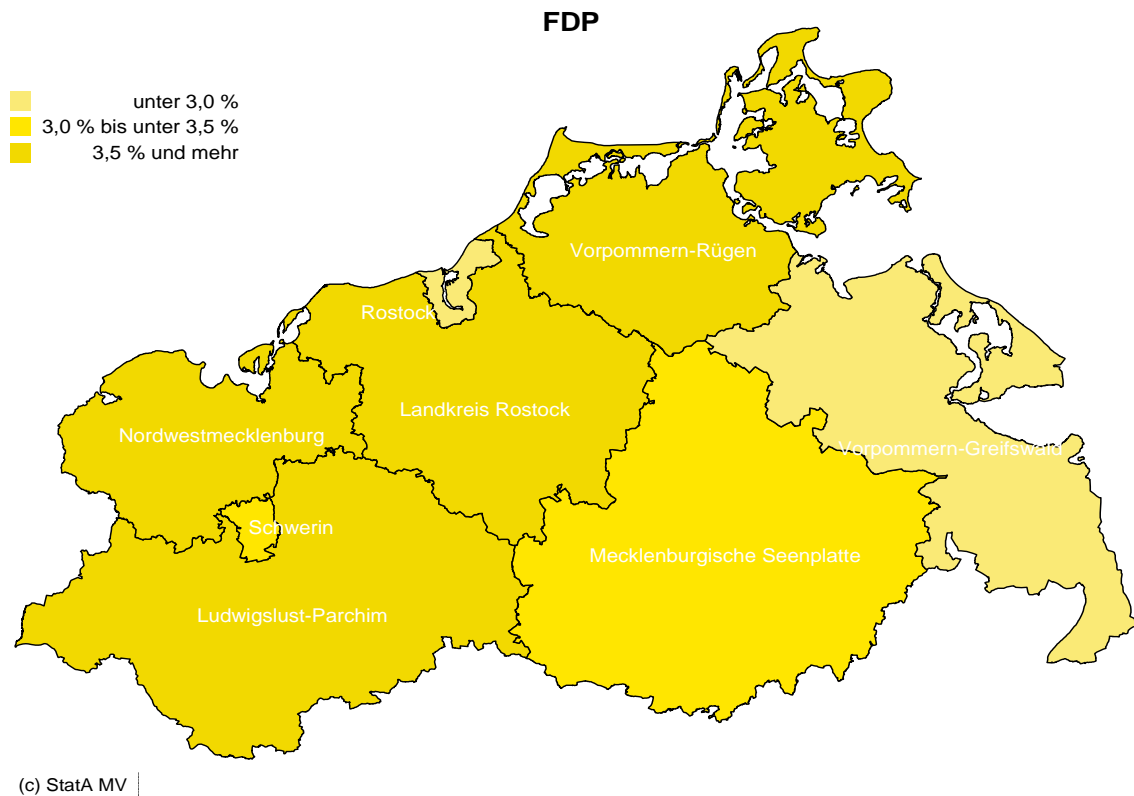 FDP
unter 3,0 %
3,0 % bis unter 3,5 %
3,5 % und mehr
Vorpommern-Rügen
Rostock
Landkreis Rostock
Nordwestmecklenburg
Vorpommern-Greifswald
Schwerin
Mecklenburgische Seenplatte
Ludwigslust-Parchim
(c) StatA MV